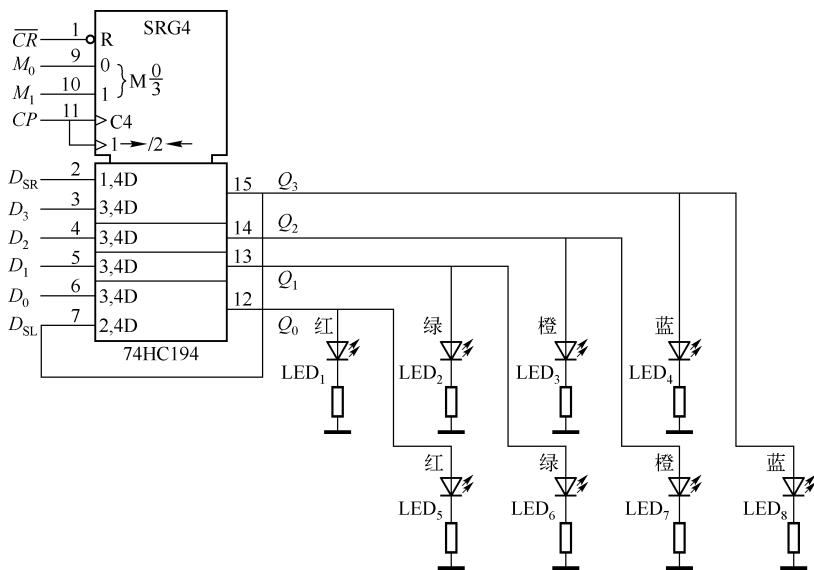 SRG4
CR 1 R
M0 9 0
M 0/3
M1 10 1
CP 11 C4
1→/2←
DSR 2 1,4D 15 Q3
D3 3 3,4D
D2 4 3,4D 14 Q2
D1 5 3,4D 13 Q1
D0 6 3,4D 12 Q0
DSL 7 2,4D
74HC194
红 绿 橙 蓝
LED1 LED2 LED3 LED4
红 绿 橙 蓝
LED5 LED6 LED7 LED8